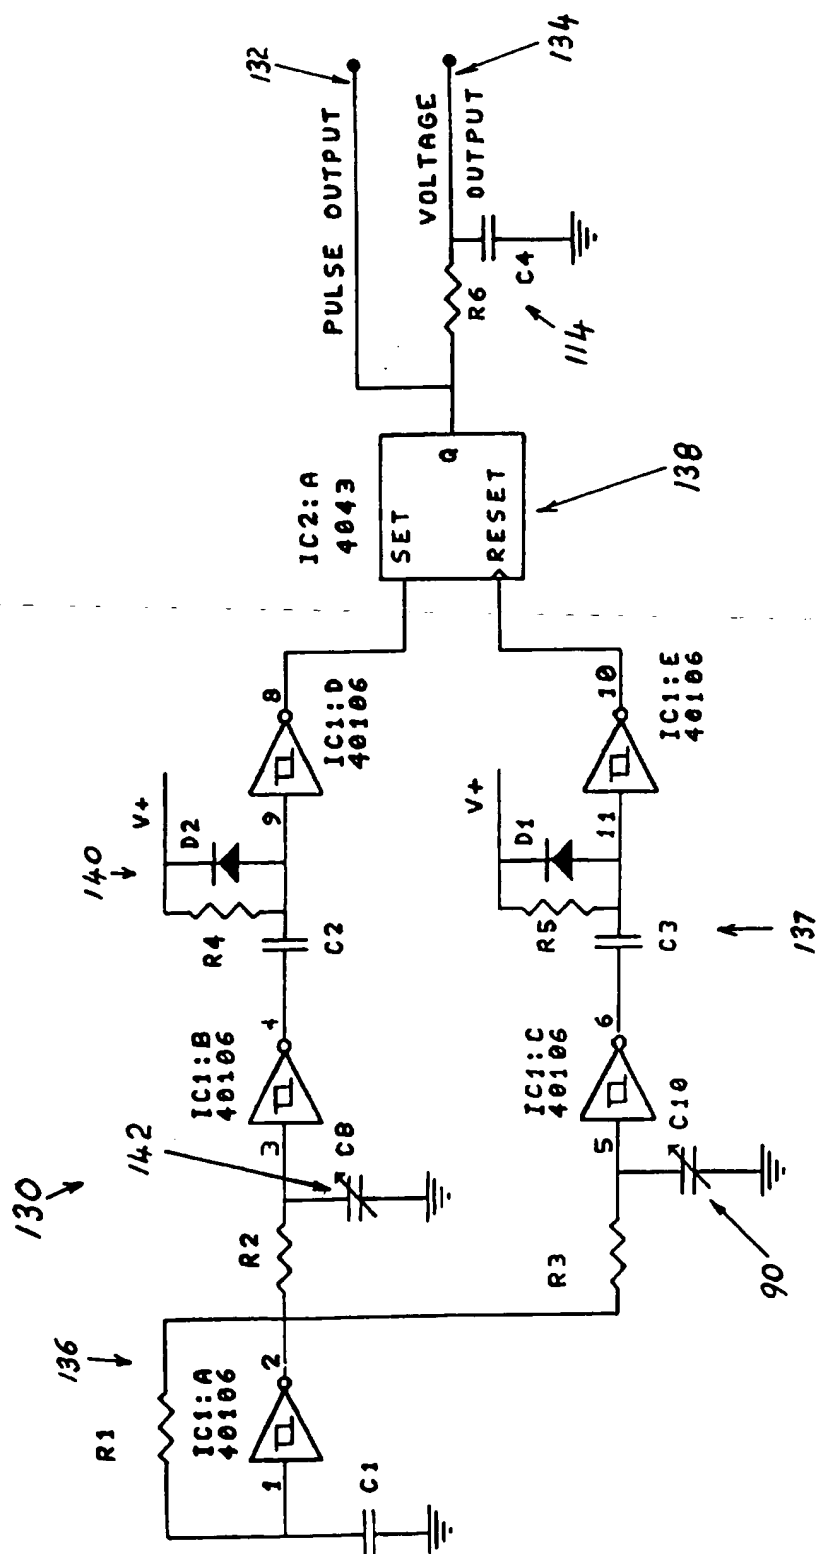 130
136
R1
IC1:A
40106
1
2
C1
R2
R3
142
C8
90
C10
IC1:B
40106
3
4
IC1:C
40106
5
6
140
V+
R4
D2
C2
9
8
IC1:D
40106
V+
R5
D1
C3
11
10
IC1:E
40106
137
IC2:A
4043
SET
RESET
Q
138
PULSE OUTPUT
132
VOLTAGE
OUTPUT
134
R6
C4
114